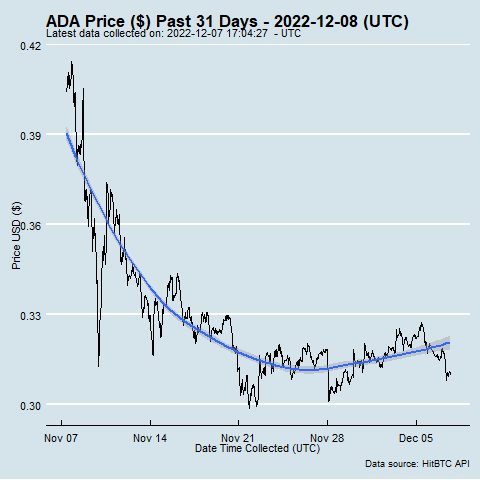 ADA Price ($) Past 31 Days - 2022-12-08 (UTC)
Latest data collected on: 2022-12-07 17:04:27  - UTC
0.42
0.39
0.36
0.33
0.30
Price USD ($)
Nov 07
Nov 14
Nov 21
Nov 28
Dec 05
Date Time Collected (UTC)
Data source: HitBTC API